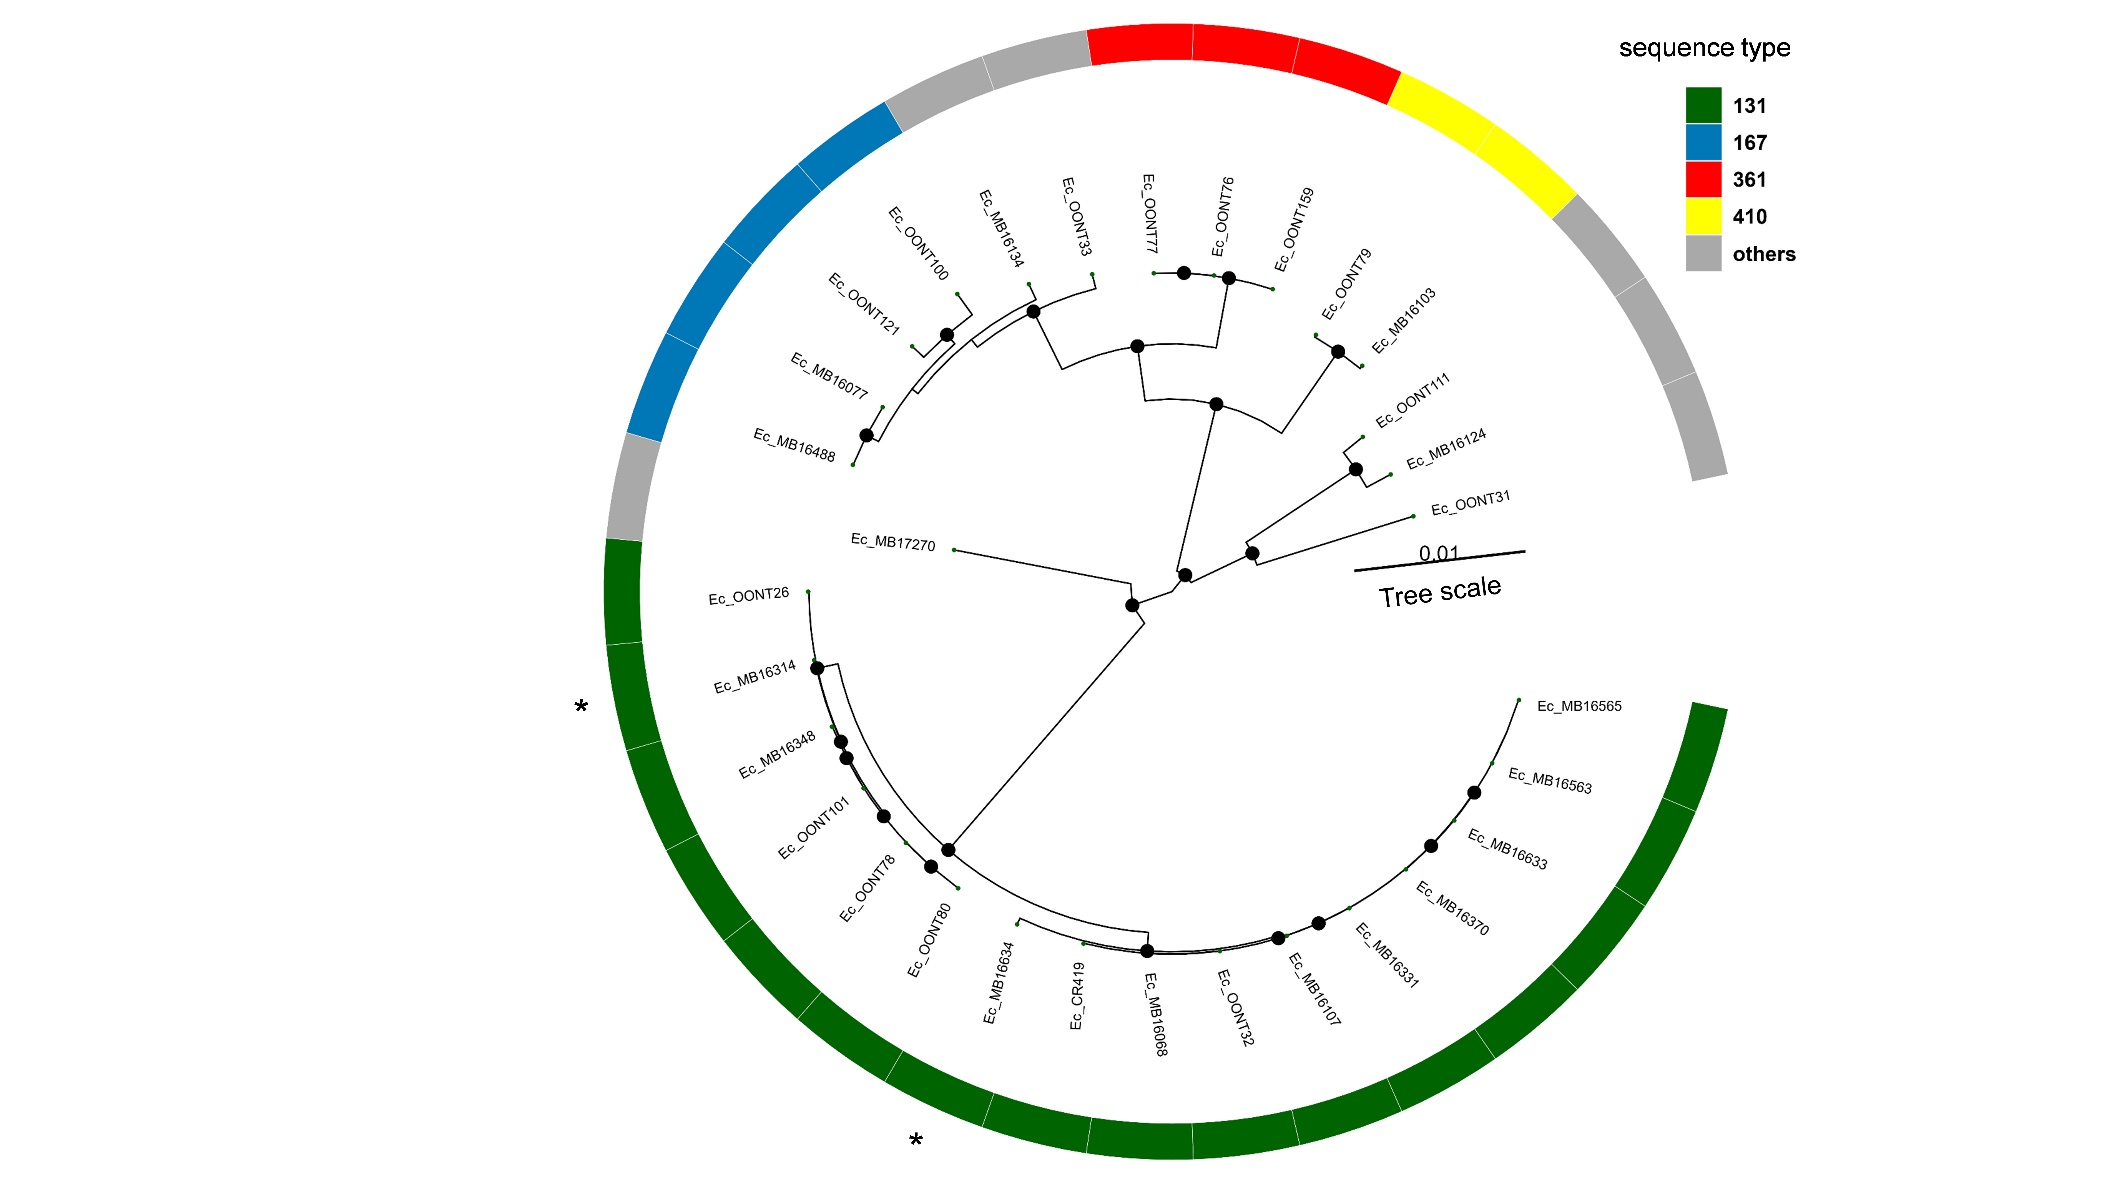 sequence type
131
167
361
410
others
Ec_OONT77
Ec_OONT76
Ec_OONT159
Ec_OONT79
Ec_MB16103
Ec_OONT111
Ec_MB16124
Ec_OONT31
0.01
Tree scale
Ec_OONT33
Ec_MB16134
Ec_OONT100
Ec_OONT121
Ec_MB16077
Ec_MB16488
Ec_MB17270
Ec_OONT26
Ec_MB16314
*
Ec_MB16348
Ec_OONT101
Ec_OONT78
Ec_OONT80
*
Ec_MB16634
Ec_CR419
Ec_MB16068
Ec_OONT32
Ec_MB16107
Ec_MB16331
Ec_MB16370
Ec_MB16633
Ec_MB16563
Ec_MB16565